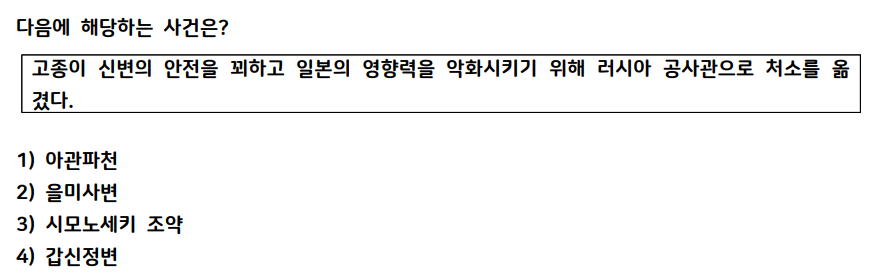 다음에 해당하는 사건은?
고종이 신변의 안전을 꾀하고 일본의 영향력을 악화시키기 위해 러시아 공사관으로 처소를 옮
겼다.
1) 아관파천
2) 을미사변
3) 시모노세키 조약
4) 갑신정변